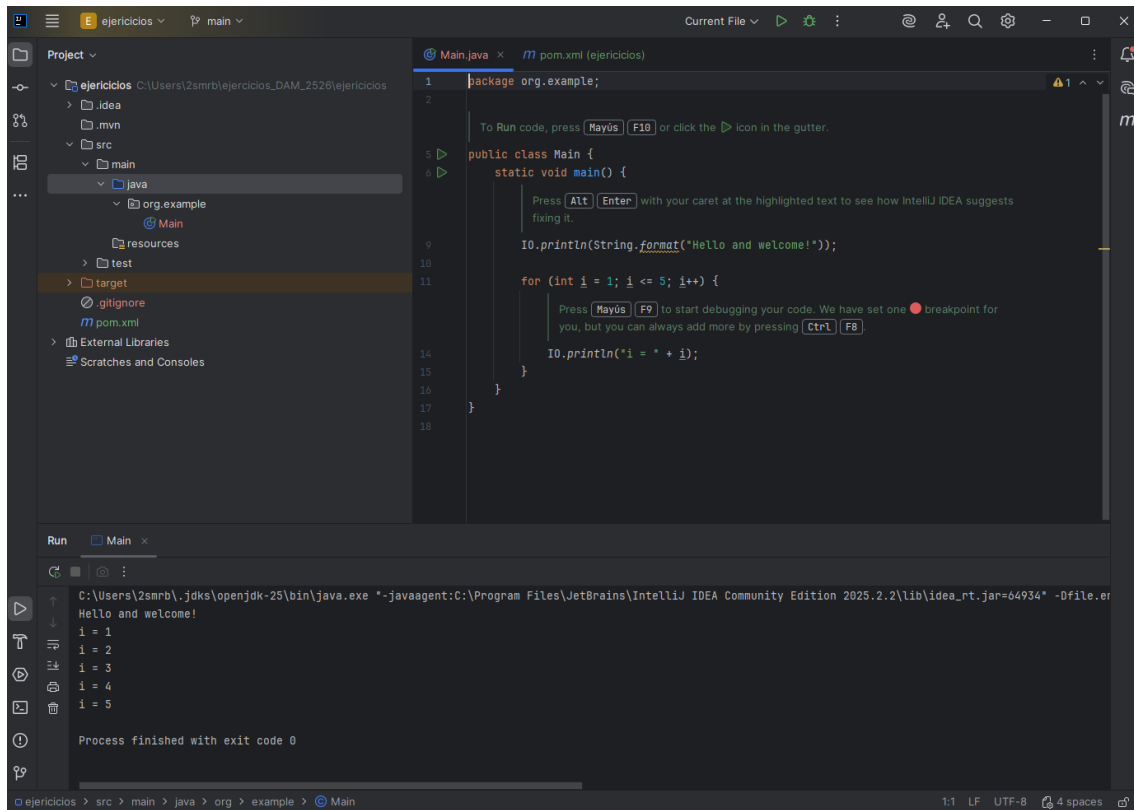 E ejericicios main Current File
Project
ejericicios C:\Users\2smrb\ejercicios_DAM_2526\ejericicios
.idea
.mvn
src
main
java
org.example
Main
resources
test
target
.gitignore
m pom.xml
External Libraries
Scratches and Consoles
Main.java m pom.xml (ejericicios)
1 package org.example;
1
2
To Run code, press Mayús F10 or click the icon in the gutter.
5 public class Main {
6 static void main() {
Press Alt Enter with your caret at the highlighted text to see how IntelliJ IDEA suggests
fixing it.
9 IO.println(String.format("Hello and welcome!"));
10
11 for (int i = 1; i <= 5; i++) {
Press Mayús F9 to start debugging your code. We have set one breakpoint for
you, but you can always add more by pressing Ctrl F8.
14 IO.println("i = " + i);
15 }
16 }
17 }
18
Run Main
C:\Users\2smrb\.jdks\openjdk-25\bin\java.exe "-javaagent:C:\Program Files\JetBrains\IntelliJ IDEA Community Edition 2025.2.2\lib\idea_rt.jar=64934" -Dfile.er
Hello and welcome!
i = 1
i = 2
i = 3
i = 4
i = 5
Process finished with exit code 0
ejericicios > src > main > java > org > example > Main 1:1 LF UTF-8 4 spaces